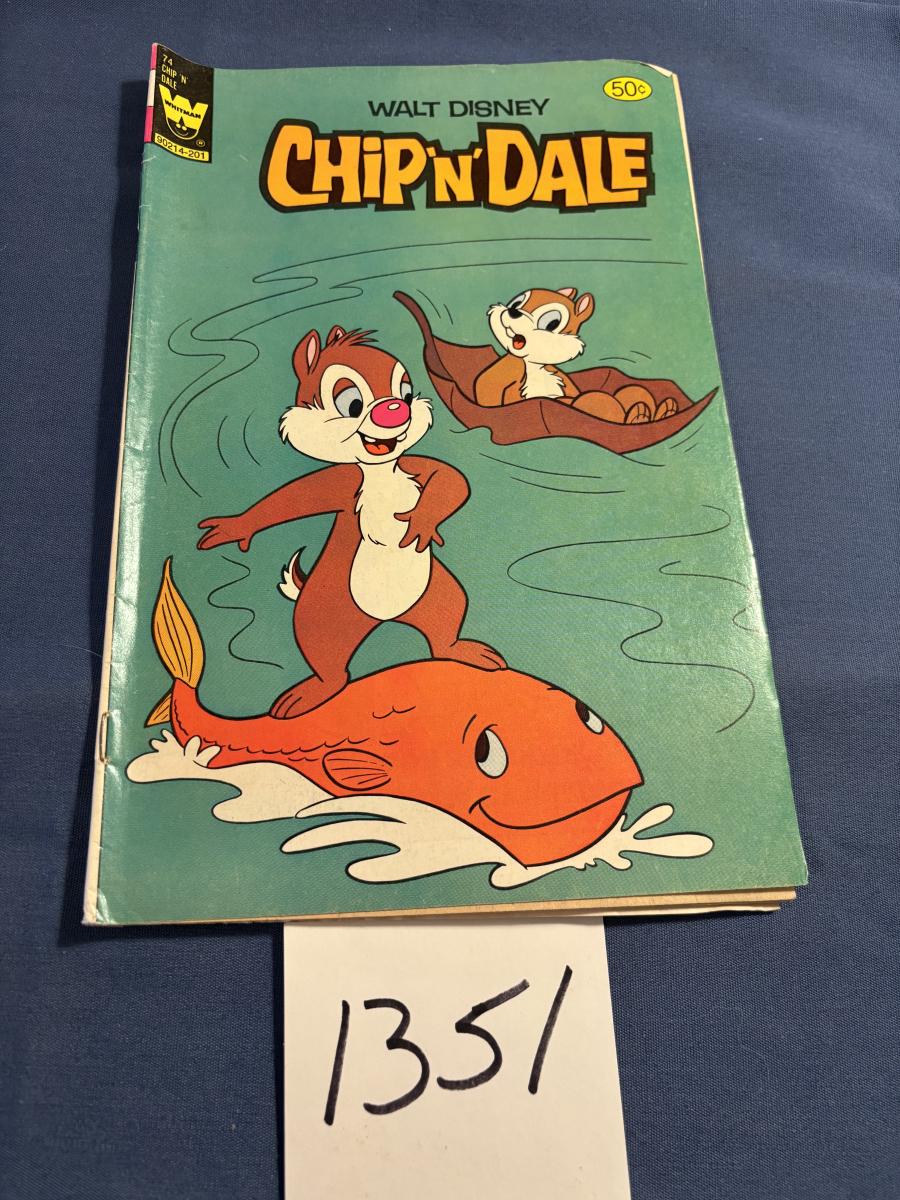 74
CHIP 'N'
DALE
WHITMAN
®
90214-201
50¢
WALT DISNEY
CHiP 'N' DALE
1351